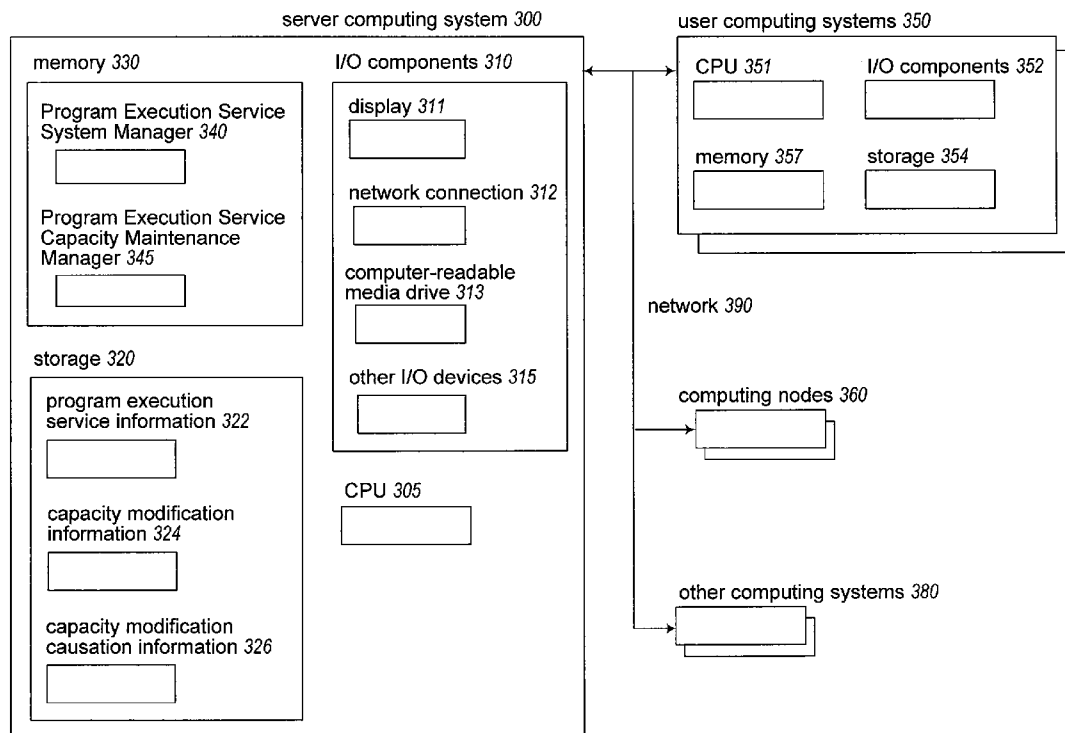 server computing system 300
memory 330
Program Execution Service
System Manager 340
Program Execution Service
Capacity Maintenance
Manager 345
storage 320
program execution
service information 322
capacity modification
information 324
capacity modification
causation information 326
I/O components 310
display 311
network connection 312
computer-readable
media drive 313
other I/O devices 315
CPU 305
user computing systems 350
CPU 351
I/O components 352
memory 357
storage 354
network 390
computing nodes 360
other computing systems 380